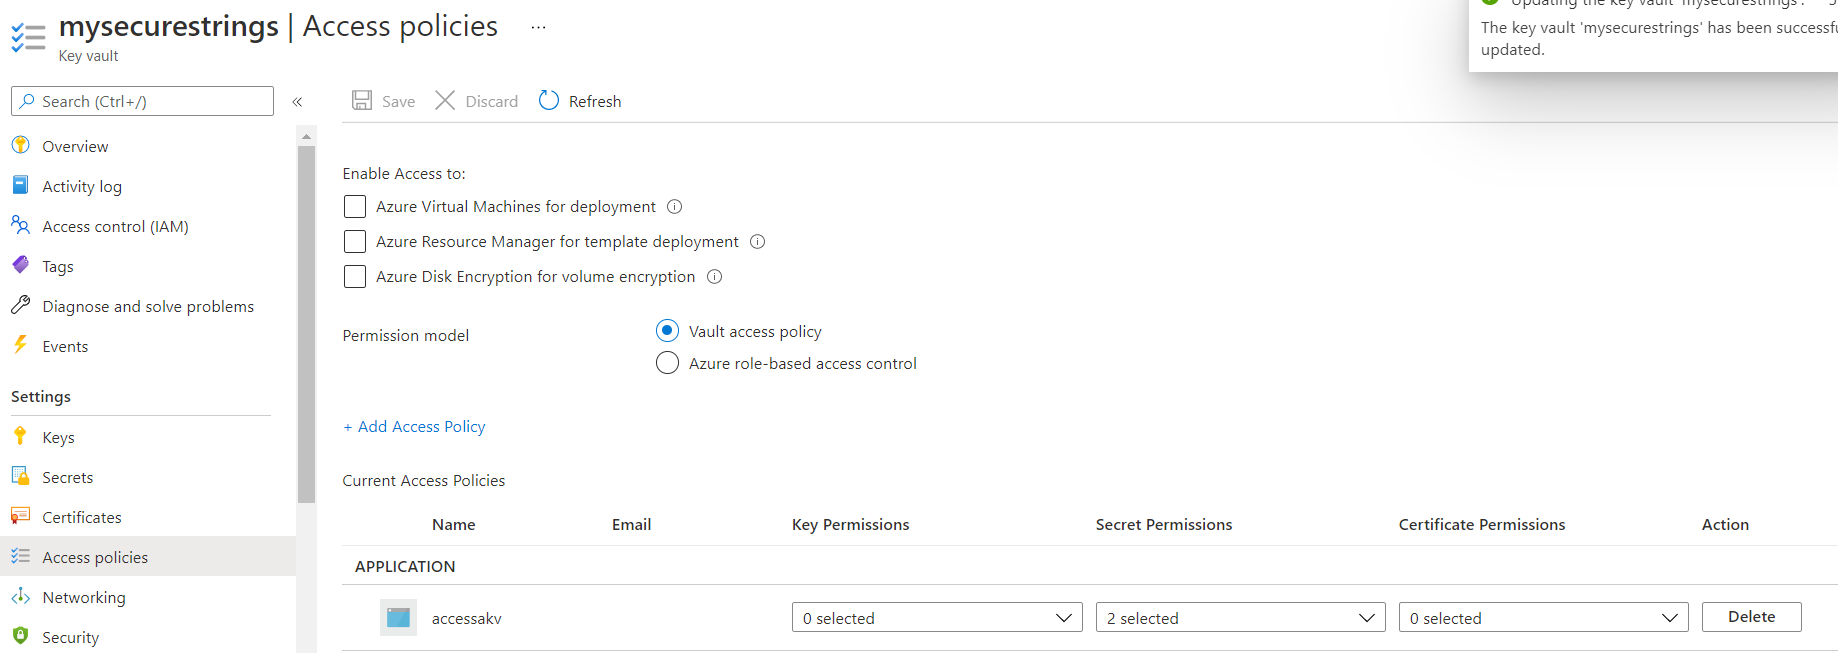 mysecurestrings | Access policies ...
Key vault
Updating the key vault 'mysecurestrings'.
The key vault 'mysecurestrings' has been
updated.
Search (Ctrl+/)
«
Save
Discard
Refresh
Overview
Activity log
Access control (IAM)
Tags
Diagnose and solve problems
Events
Settings
Keys
Secrets
Certificates
Access policies
Networking
Security
Enable Access to:
Azure Virtual Machines for deployment
Azure Resource Manager for template deployment
Azure Disk Encryption for volume encryption
Permission model
Vault access policy
Azure role-based access control
+ Add Access Policy
Current Access Policies
Name Email Key Permissions Secret Permissions Certificate Permissions Action
APPLICATION
accessakv 0 selected 2 selected 0 selected Delete